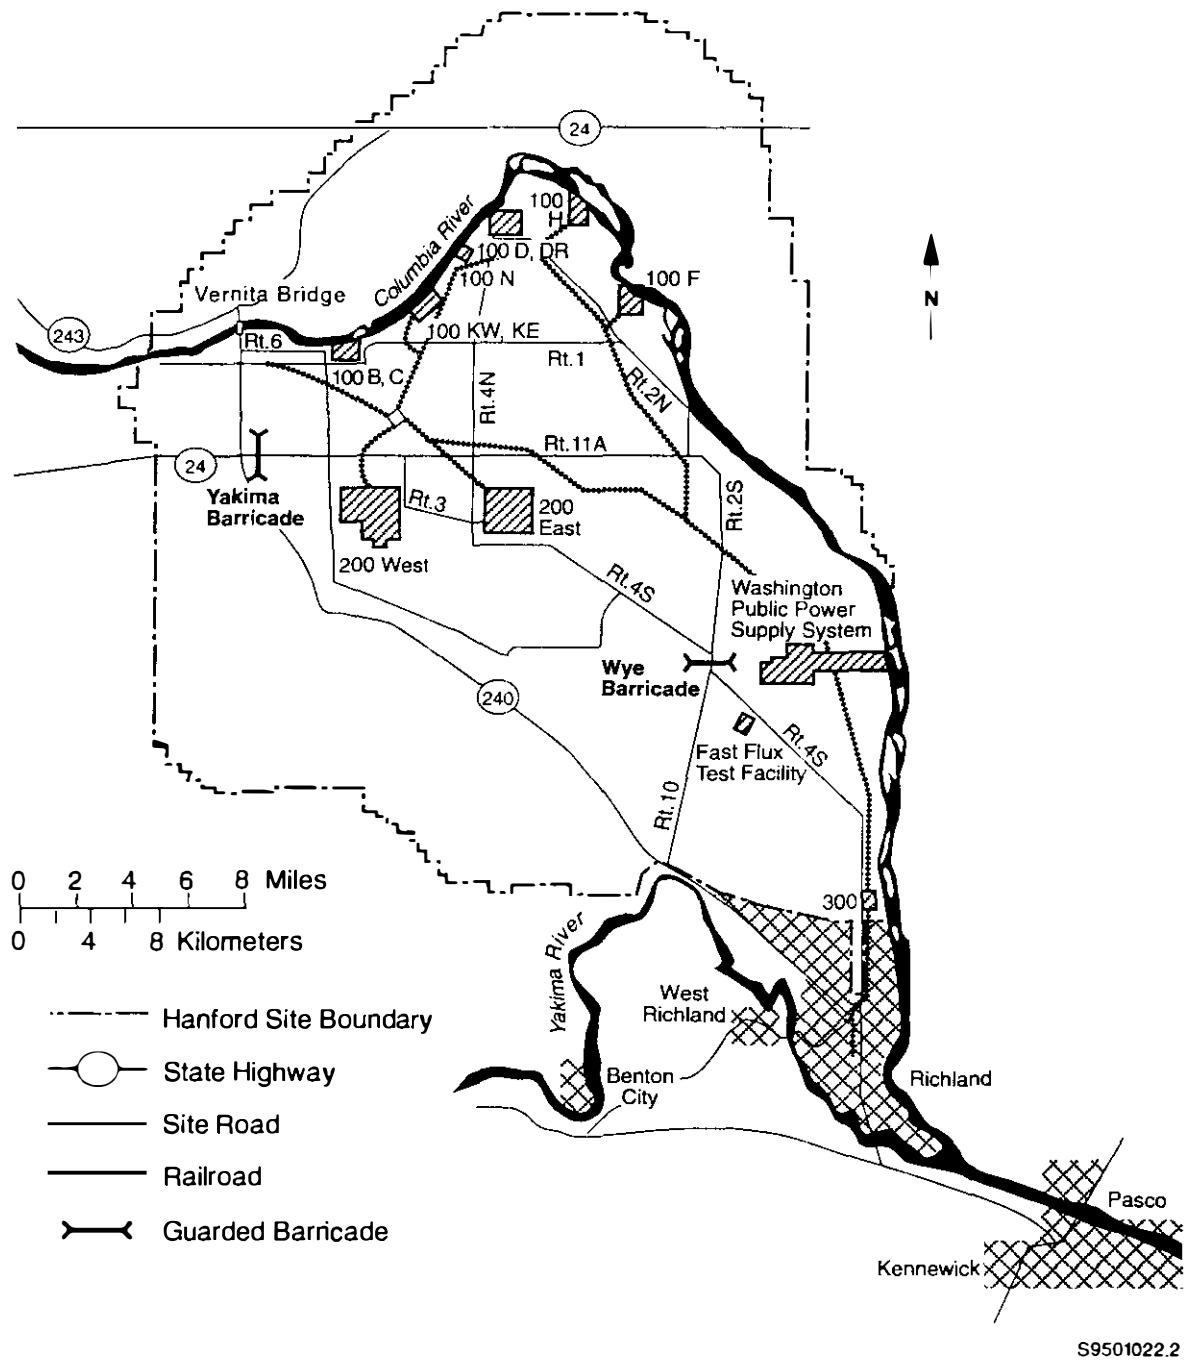 24
100
H
Columbia River
100 D, DR
100 N
100 F
N
Vernita Bridge
243
Rt.6
100 KW, KE
Rt.1
100 B, C
Rt.4N
Rt.2N
Rt.11A
24
Yakima
Barricade
Rt.3
200
East
Rt.2S
200 West
Rt.4S
Washington
Public Power
Supply System
Wye
Barricade
240
Fast Flux
Test Facility
Rt.4S
Rt.10
0 2 4 6 8 Miles
0 4 8 Kilometers
300
Yakima River
West
Richland
Hanford Site Boundary
State Highway
Benton
City
Richland
Site Road
Railroad
Guarded Barricade
Pasco
Kennewick
S9501022.2